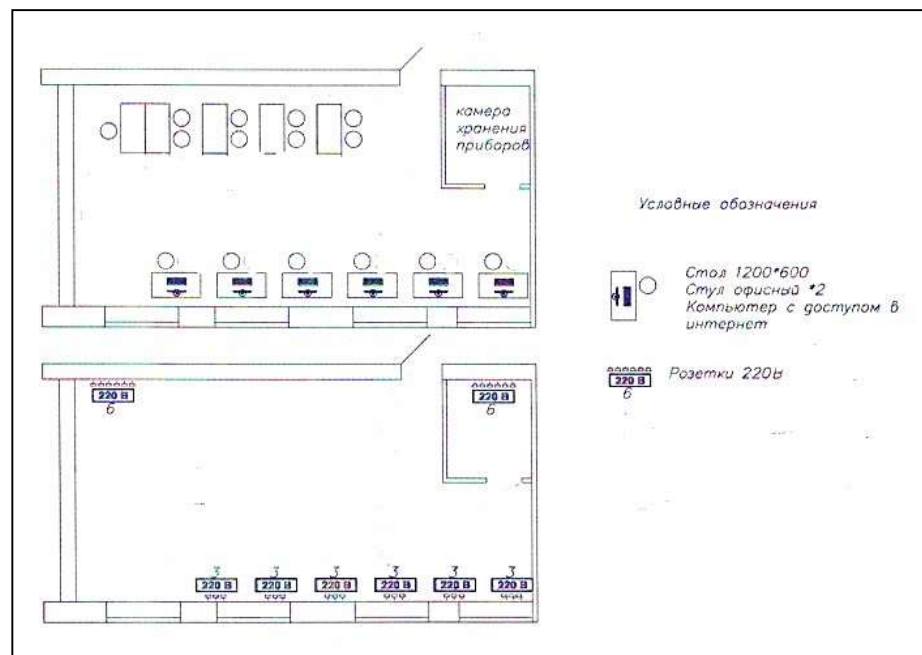 камера
хранения
приборов
Условные обозначения
Стол 1200*600
Стул офисный *2
Компьютер с доступом в
интернет
220 В
6
Розетки 220В
220 В
6
220 В
6
3
220 В
3
220 В
3
220 В
3
220 В
3
220 В
3
220 В